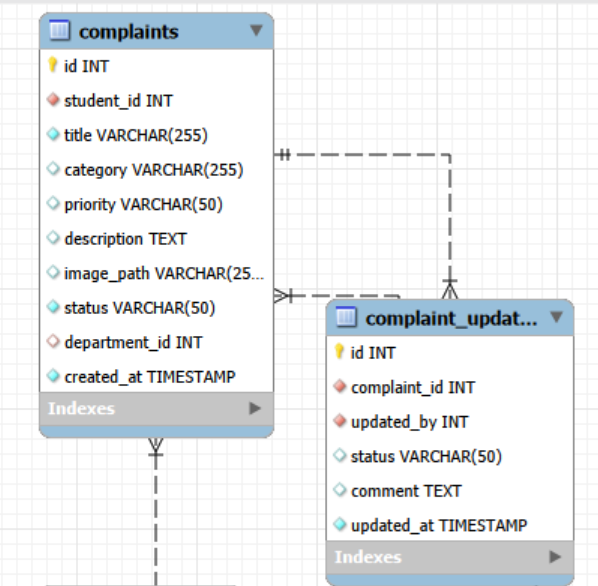 complaints
id INT
student_id INT
title VARCHAR(255)
category VARCHAR(255)
priority VARCHAR(50)
description TEXT
image_path VARCHAR(25...
status VARCHAR(50)
department_id INT
created_at TIMESTAMP
Indexes
complaint_updat...
id INT
complaint_id INT
updated_by INT
status VARCHAR(50)
comment TEXT
updated_at TIMESTAMP
Indexes